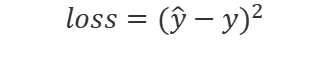 loss = (ŷ − y)²